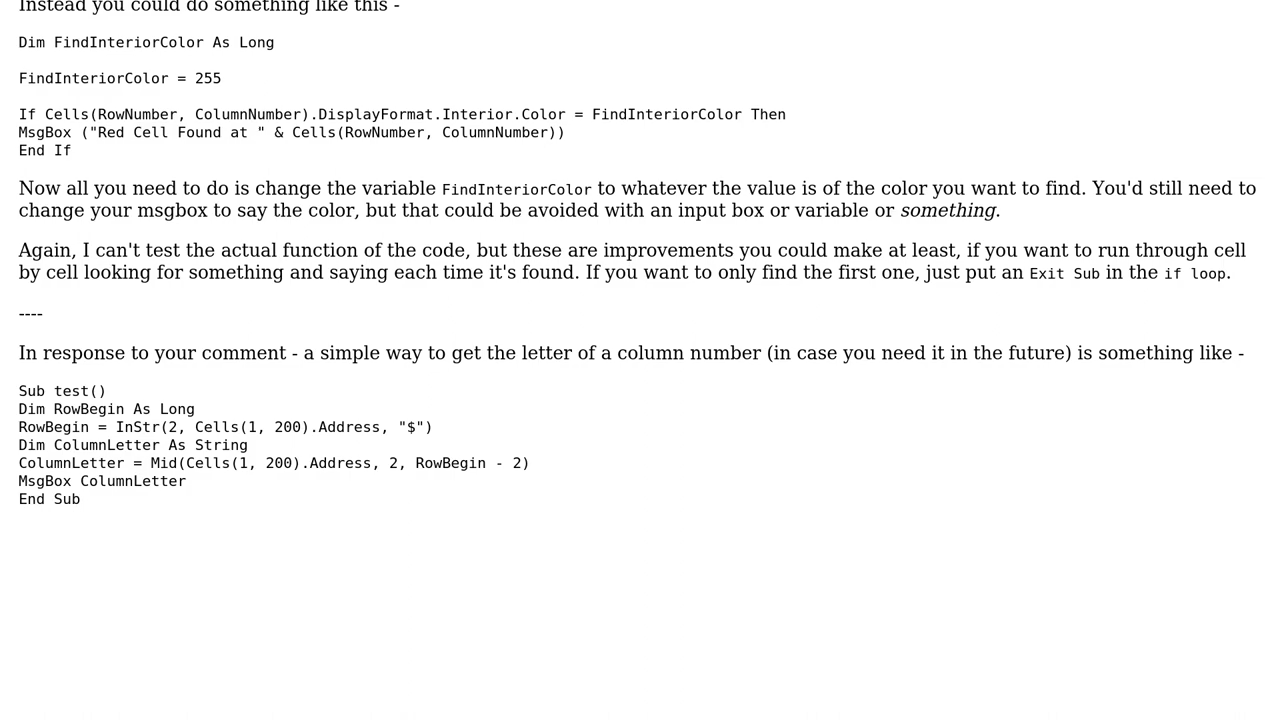 Instead you could do something like this -
Dim FindInteriorColor As Long
FindInteriorColor = 255
If Cells(RowNumber, ColumnNumber).DisplayFormat.Interior.Color = FindInteriorColor Then
MsgBox ("Red Cell Found at " & Cells(RowNumber, ColumnNumber))
End If
Now all you need to do is change the variable FindInteriorColor to whatever the value is of the color you want to find. You'd still need to
change your msgbox to say the color, but that could be avoided with an input box or variable or something.
Again, I can't test the actual function of the code, but these are improvements you could make at least, if you want to run through cell
by cell looking for something and saying each time it's found. If you want to only find the first one, just put an Exit Sub in the if loop.
----
In response to your comment - a simple way to get the letter of a column number (in case you need it in the future) is something like -
Sub test()
Dim RowBegin As Long
RowBegin = InStr(2, Cells(1, 200).Address, "$")
Dim ColumnLetter As String
ColumnLetter = Mid(Cells(1, 200).Address, 2, RowBegin - 2)
MsgBox ColumnLetter
End Sub